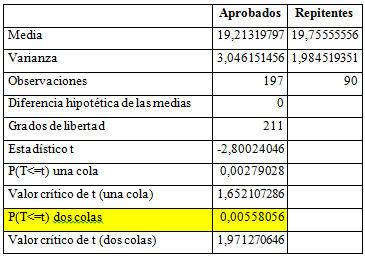 Aprobados Repitentes
Media 19,21319797 19,75555556
Varianza 3,046151456 1,984519351
Observaciones 197 90
Diferencia hipotética de las medias 0
Grados de libertad 211
Estadístico t -2,80024046
P(T<=t) una cola 0,00279028
Valor crítico de t (una cola) 1,652107286
P(T<=t) dos colas 0,00558056
Valor crítico de t (dos colas) 1,971270646